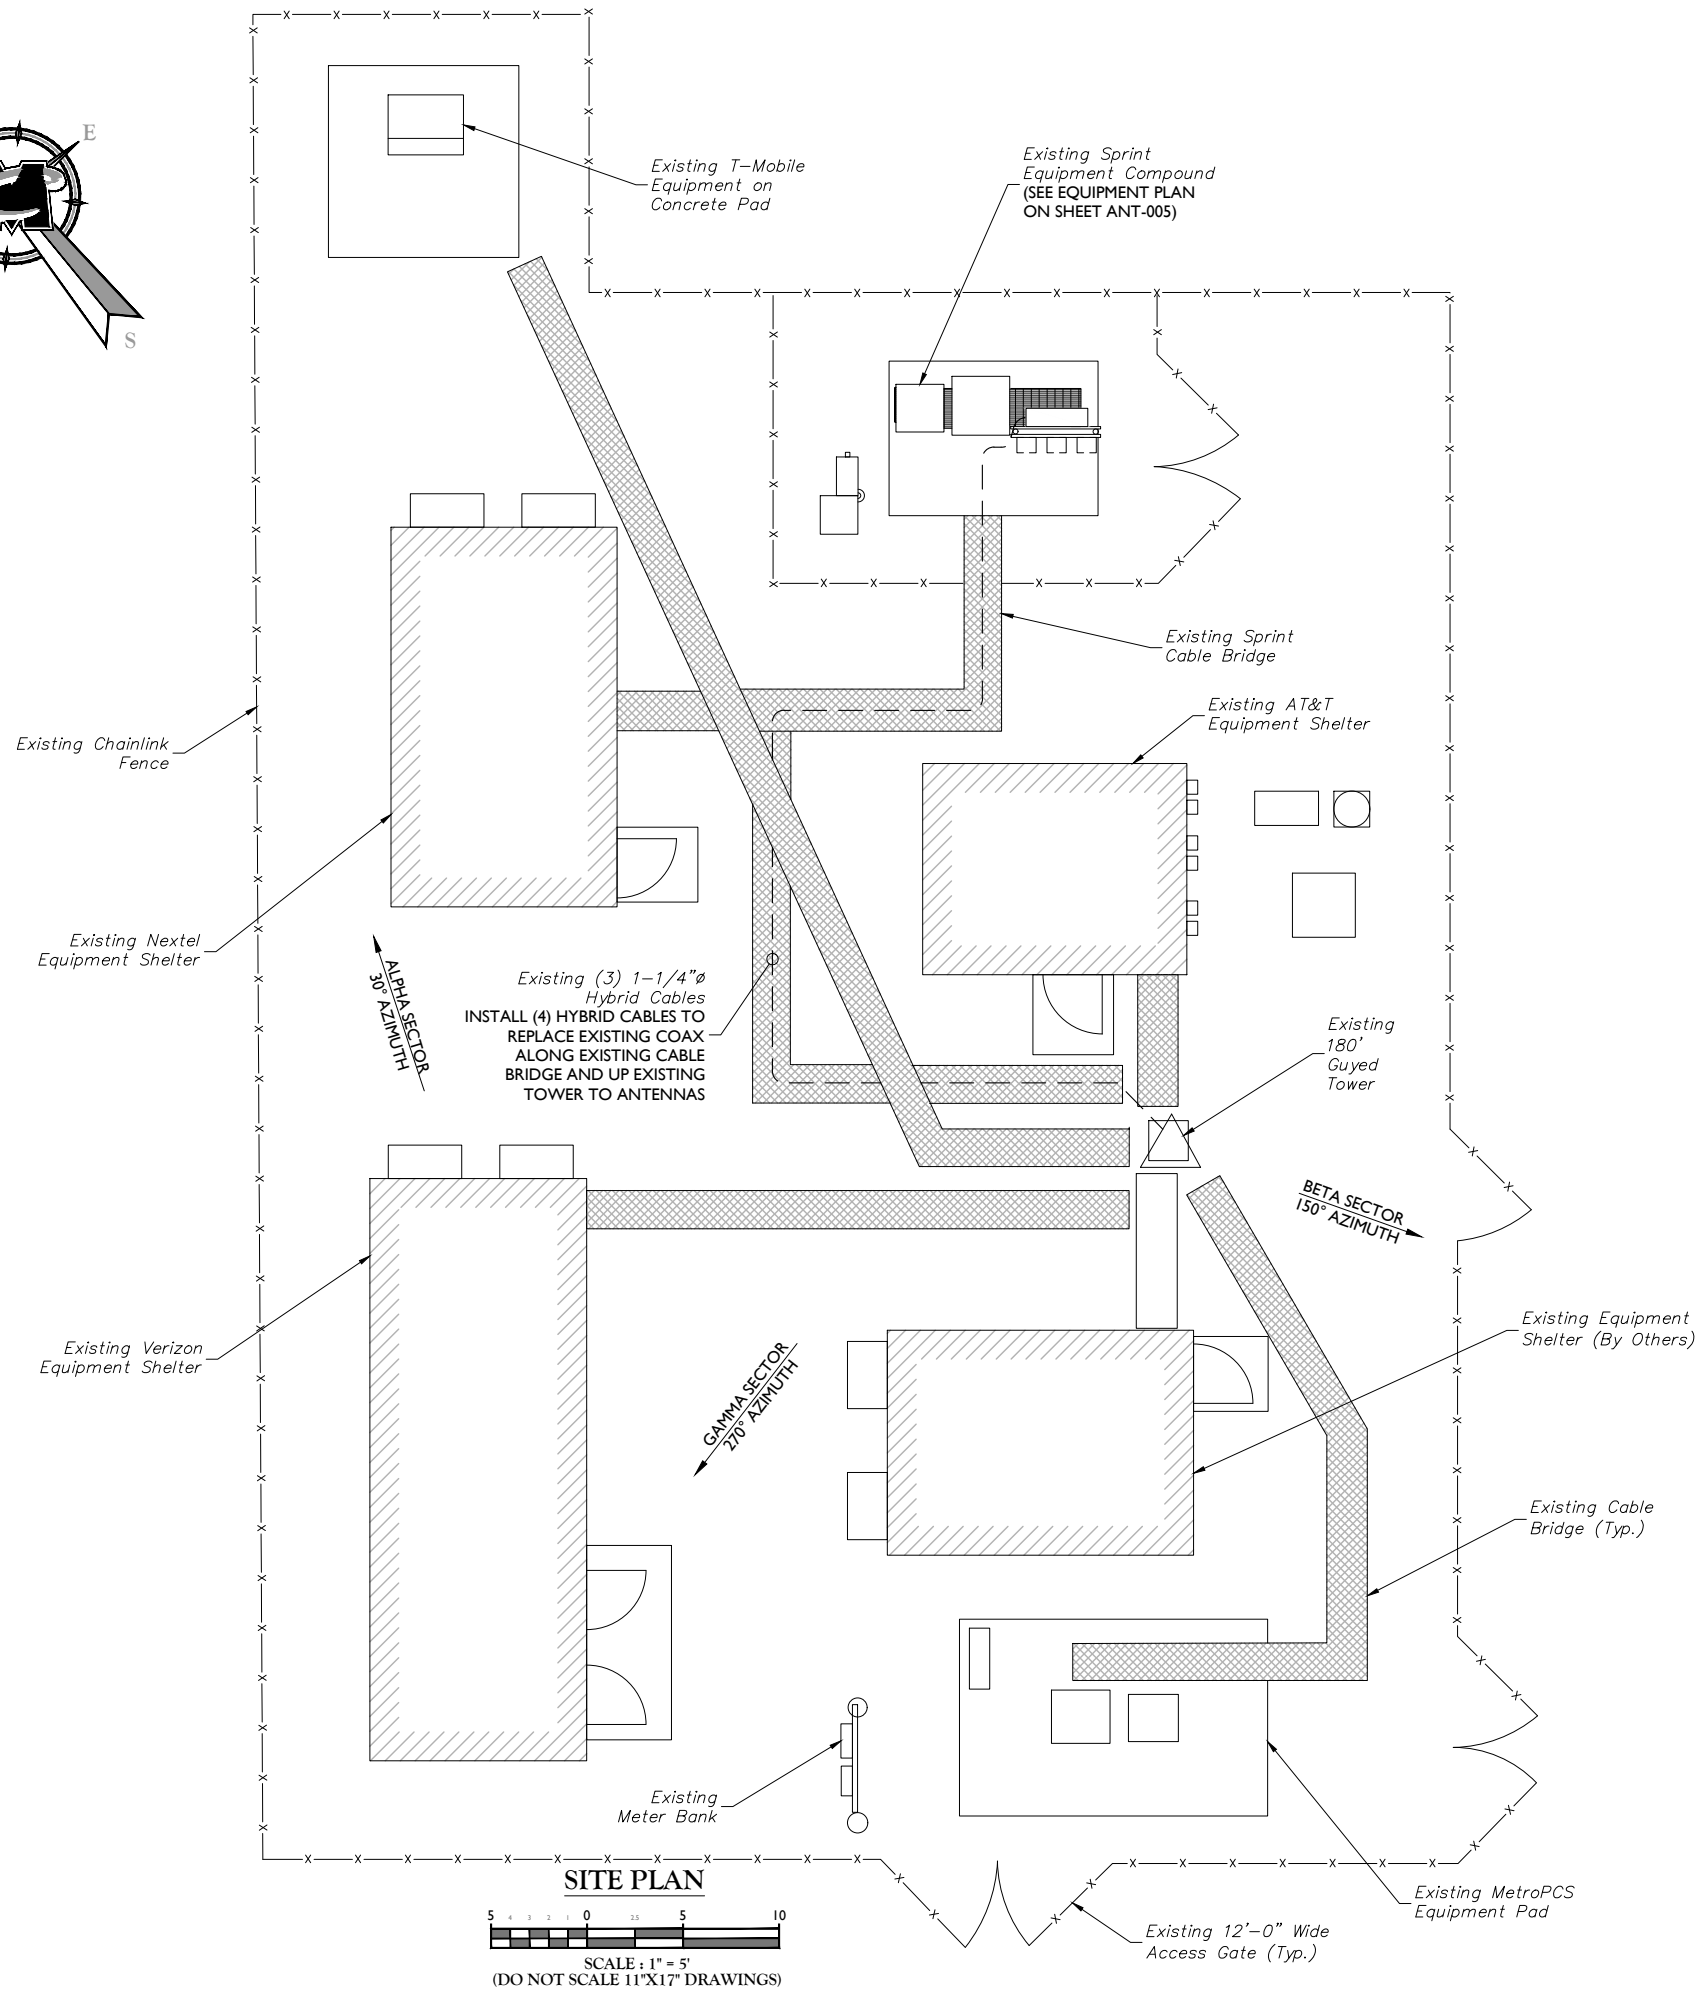 E
S
Existing T-Mobile
Equipment on
Concrete Pad
Existing Sprint
Equipment Compound
(SEE EQUIPMENT PLAN
ON SHEET ANT-005)
Existing Sprint
Cable Bridge
Existing AT&T
Equipment Shelter
Existing Chainlink
Fence
Existing Nextel
Equipment Shelter
ALPHA SECTOR
30° AZIMUTH
Existing (3) 1-1/4"ø
Hybrid Cables
INSTALL (4) HYBRID CABLES TO
REPLACE EXISTING COAX
ALONG EXISTING CABLE
BRIDGE AND UP EXISTING
TOWER TO ANTENNAS
Existing
180'
Guyed
Tower
BETA SECTOR
150° AZIMUTH
Existing Verizon
Equipment Shelter
GAMMA SECTOR
270° AZIMUTH
Existing Equipment
Shelter (By Others)
Existing Cable
Bridge (Typ.)
Existing
Meter Bank
Existing MetroPCS
Equipment Pad
Existing 12'-0" Wide
Access Gate (Typ.)
SITE PLAN
5 4 3 2 1 0 2.5 5 10
SCALE : 1" = 5'
(DO NOT SCALE 11"X17" DRAWINGS)